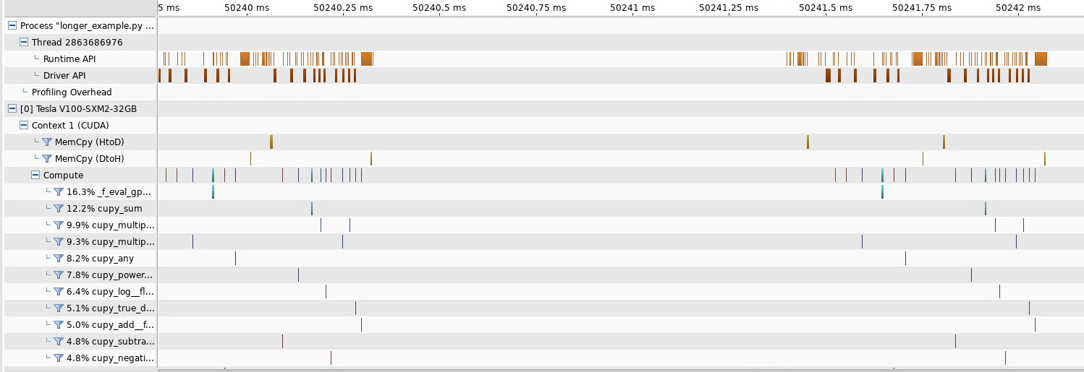 5 ms 50240 ms 50240.25 ms 50240.5 ms 50240.75 ms 50241 ms 50241.25 ms 50241.5 ms 50241.75 ms 50242 ms
Process "longer_example.py ...
Thread 2863686976
Runtime API
Driver API
Profiling Overhead
[0] Tesla V100-SXM2-32GB
Context 1 (CUDA)
MemCpy (HtoD)
MemCpy (DtoH)
Compute
16.3% _f_eval_gp...
12.2% cupy_sum
9.9% cupy_multip...
9.3% cupy_multip...
8.2% cupy_any
7.8% cupy_power...
6.4% cupy_log__fl...
5.1% cupy_true_d...
5.0% cupy_add__f...
4.8% cupy_subtra...
4.8% cupy_negati...